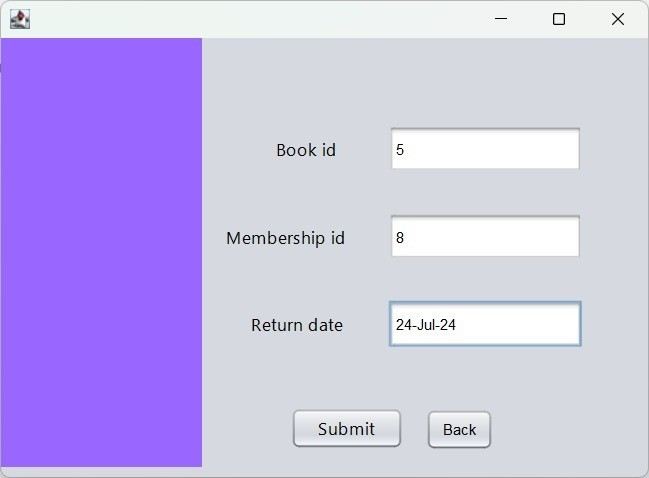 Book id 5
Membership id 8
Return date 24-Jul-24
Submit Back